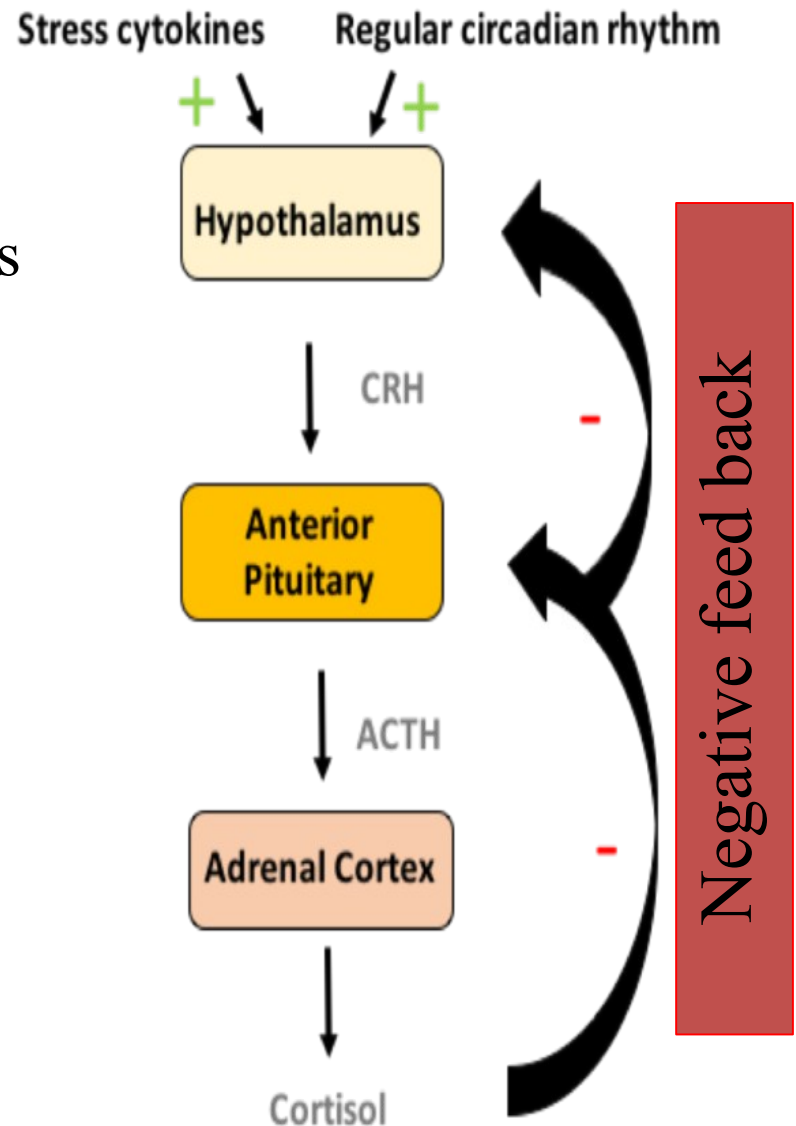 Stress cytokines
Regular circadian rhythm
+
+
Hypothalamus
s
CRH
-
Anterior
Pituitary
ACTH
-
Adrenal Cortex
Cortisol
Negative feed back